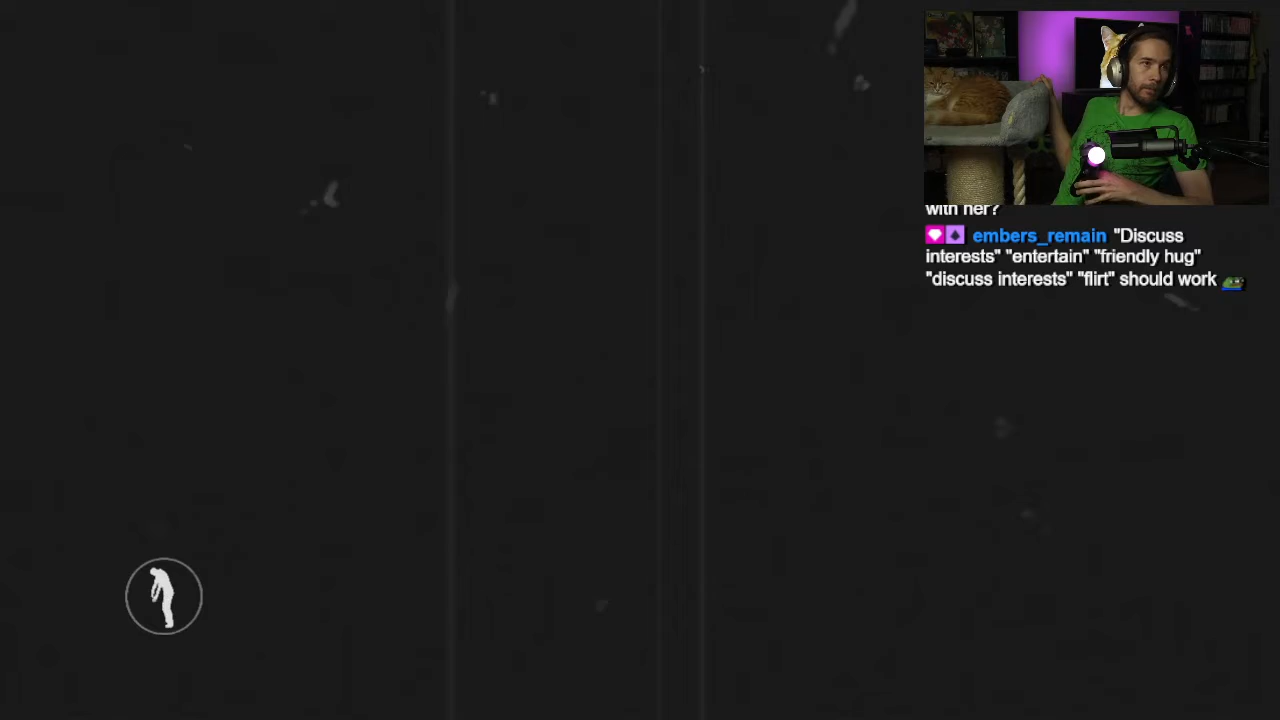 with her?
embers_remain "Discuss
interests" "entertain" "friendly hug"
"discuss interests" "flirt" should work